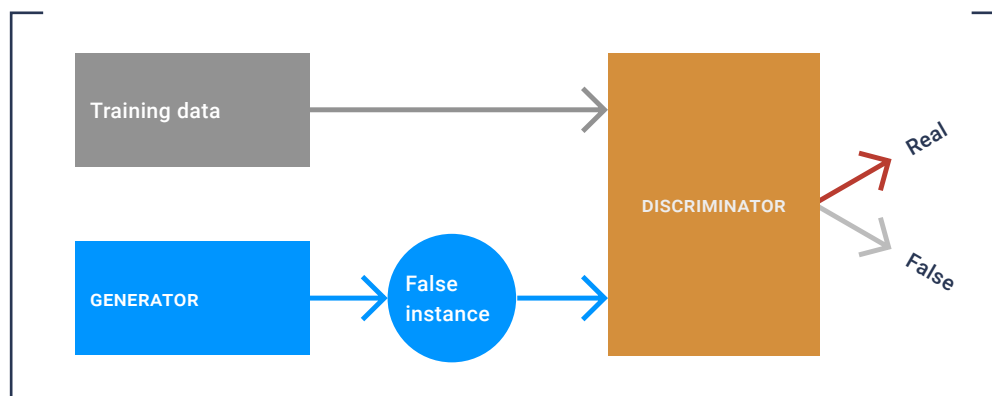 Training data
Real
DISCRIMINATOR
False
GENERATOR
False
instance